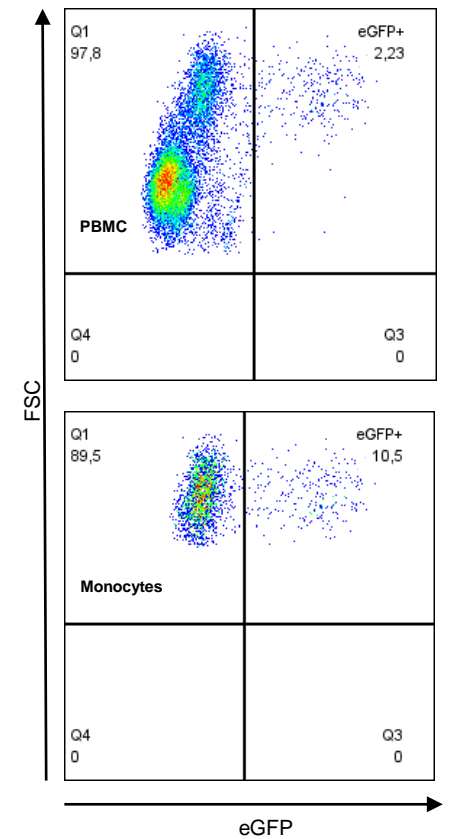 Q1
97,8
eGFP+
2,23
PBMC
Q4
0
Q3
0
FSC
Q1
89,5
eGFP+
10,5
Monocytes
Q4
0
Q3
0
eGFP